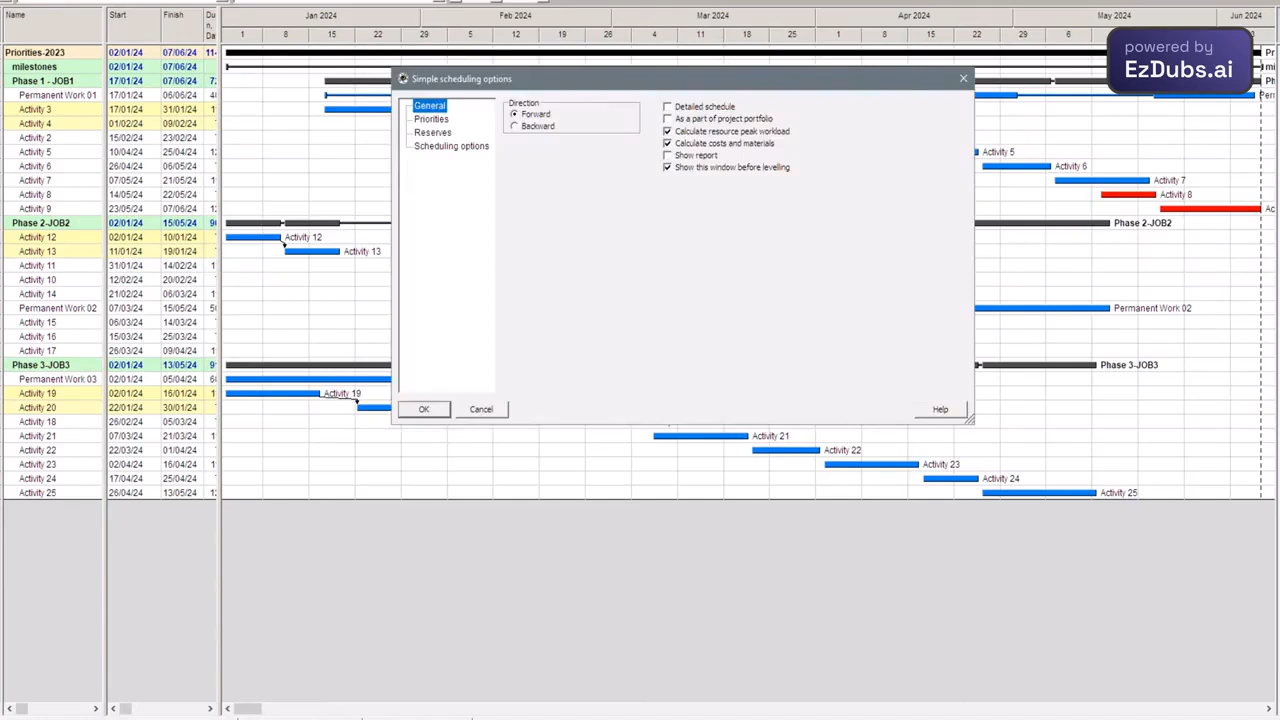 Name Start Finish Du Jan 2024 Feb 2024 Mar 2024 Apr 2024 May 2024 Jun 2024
1 8 15 22 29 5 12 19 26 4 11 18 25 1 8 15 22 29 6
powered by
EzDubs.ai
Priorities-2023 02/01/24 07/06/24
milestones 02/01/24 07/06/24
Phase 1 - JOB1 17/01/24 07/06/24
Permanent Work 01 17/01/24 06/06/24
Activity 3 17/01/24 31/01/24
Activity 4 01/02/24 09/02/24
Activity 2 15/02/24 23/02/24
Activity 5 10/04/24 25/04/24 Activity 5
Activity 6 26/04/24 06/05/24 Activity 6
Activity 7 07/05/24 21/05/24 Activity 7
Activity 8 14/05/24 22/05/24 Activity 8
Activity 9 23/05/24 07/06/24
Phase 2-JOB2 02/01/24 15/05/24 Phase 2-JOB2
Activity 12 02/01/24 10/01/24 Activity 12
Activity 13 11/01/24 19/01/24 Activity 13
Activity 11 31/01/24 14/02/24
Activity 10 12/02/24 20/02/24
Activity 14 21/02/24 06/03/24
Permanent Work 02 07/03/24 15/05/24 Permanent Work 02
Activity 15 06/03/24 14/03/24
Activity 16 15/03/24 25/03/24
Activity 17 26/03/24 09/04/24
Phase 3-JOB3 02/01/24 13/05/24 Phase 3-JOB3
Permanent Work 03 02/01/24 05/04/24
Activity 19 02/01/24 16/01/24 Activity 19
Activity 20 22/01/24 30/01/24
Activity 18 26/02/24 05/03/24
Activity 21 07/03/24 21/03/24 Activity 21
Activity 22 22/03/24 01/04/24 Activity 22
Activity 23 02/04/24 16/04/24 Activity 23
Activity 24 17/04/24 25/04/24 Activity 24
Activity 25 26/04/24 13/05/24 Activity 25
Simple scheduling options
General
Priorities
Reserves
Scheduling options
Direction
Forward
Backward
Detailed schedule
As a part of project portfolio
Calculate resource peak workload
Calculate costs and materials
Show report
Show this window before levelling
OK Cancel Help